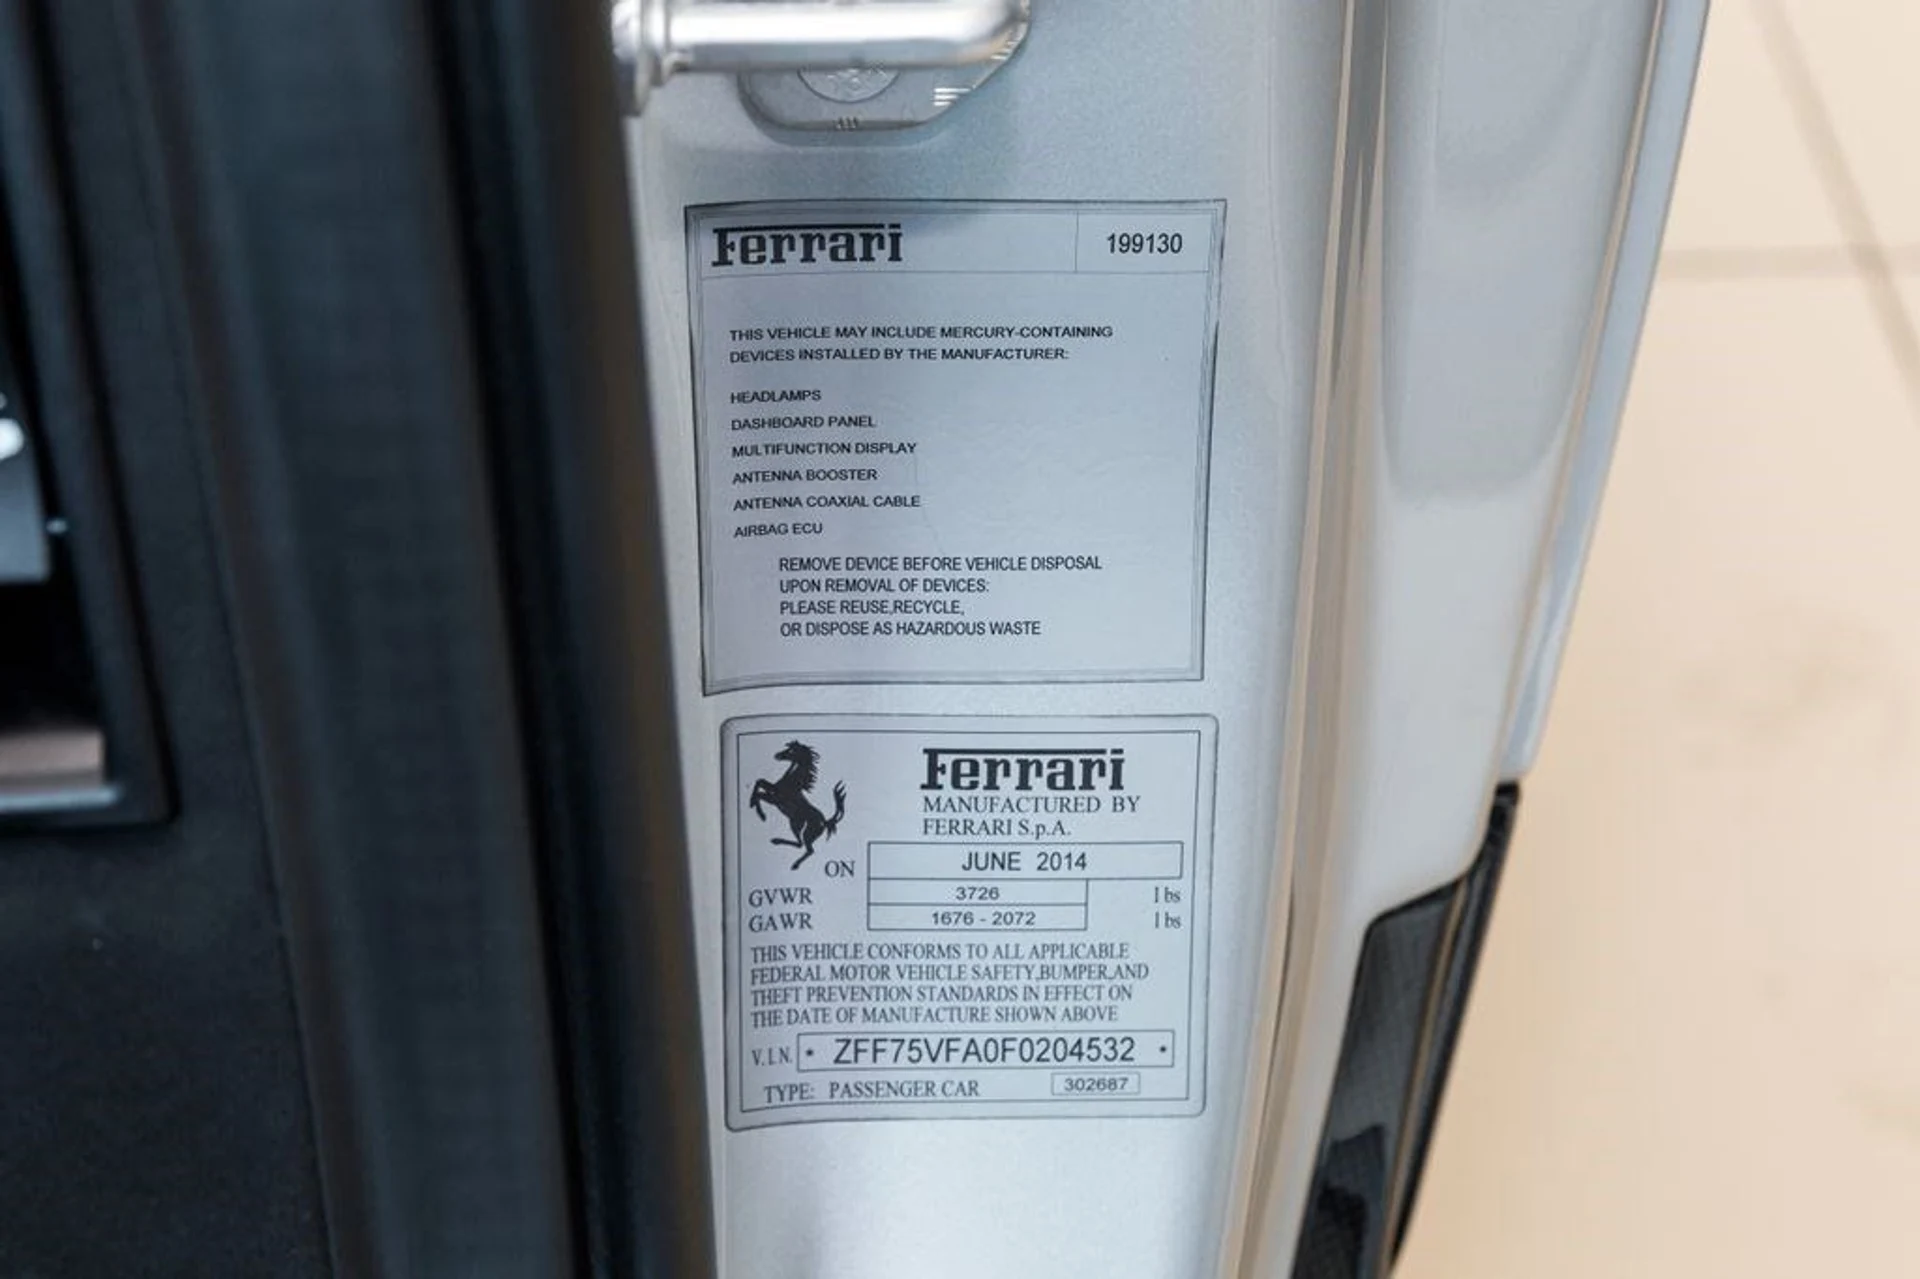 Ferrari 199130
THIS VEHICLE MAY INCLUDE MERCURY-CONTAINING
DEVICES INSTALLED BY THE MANUFACTURER:
HEADLAMPS
DASHBOARD PANEL
MULTIFUNCTION DISPLAY
ANTENNA BOOSTER
ANTENNA COAXIAL CABLE
AIRBAG ECU
REMOVE DEVICE BEFORE VEHICLE DISPOSAL
UPON REMOVAL OF DEVICES:
PLEASE REUSE,RECYCLE,
OR DISPOSE AS HAZARDOUS WASTE
Ferrari
MANUFACTURED BY
FERRARI S.p.A.
ON JUNE 2014
GVWR 3726 lbs
GAWR 1676 - 2072 lbs
THIS VEHICLE CONFORMS TO ALL APPLICABLE
FEDERAL MOTOR VEHICLE SAFETY,BUMPER,AND
THEFT PREVENTION STANDARDS IN EFFECT ON
THE DATE OF MANUFACTURE SHOWN ABOVE
V.I.N. * ZFF75VFA0F0204532 *
TYPE: PASSENGER CAR 302687